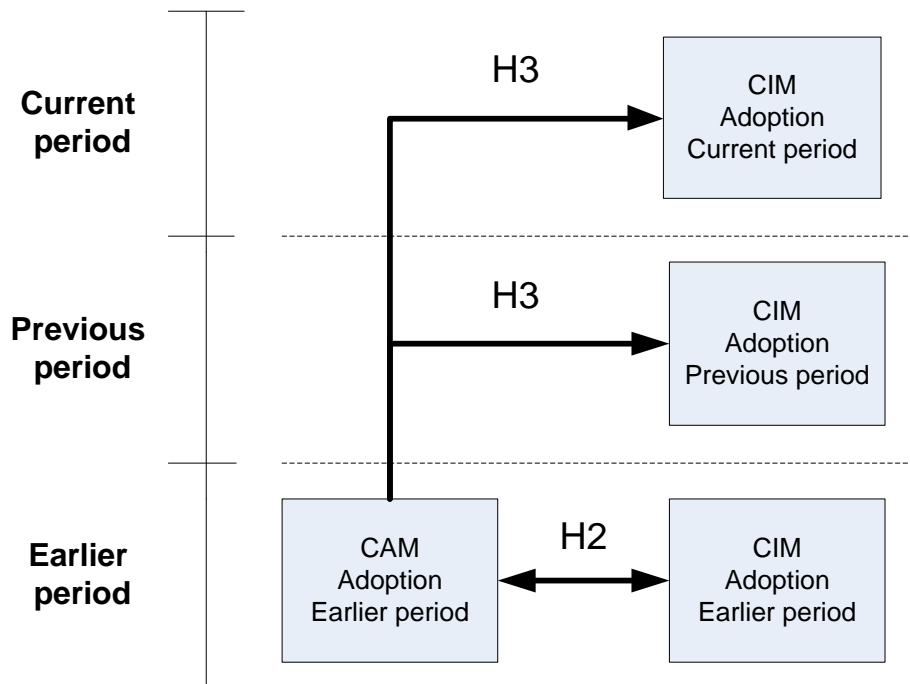 H3
Current
period
CIM
Adoption
Current period
H3
Previous
period
CIM
Adoption
Previous period
Earlier
period
CAM
Adoption
Earlier period
H2
CIM
Adoption
Earlier period